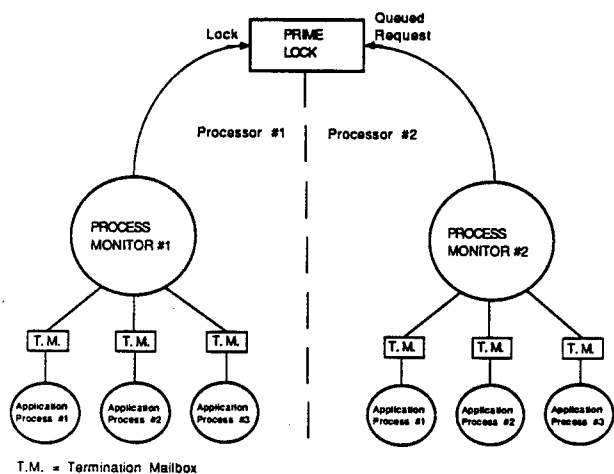 Lock
PRIME
LOCK
Queued
Request
Processor #1
Processor #2
PROCESS
MONITOR #1
PROCESS
MONITOR #2
T. M.
T. M.
T. M.
T. M.
T. M.
T. M.
Application
Process #1
Application
Process #2
Application
Process #3
Application
Process #1
Application
Process #2
Application
Process #3
T.M. = Termination Mailbox